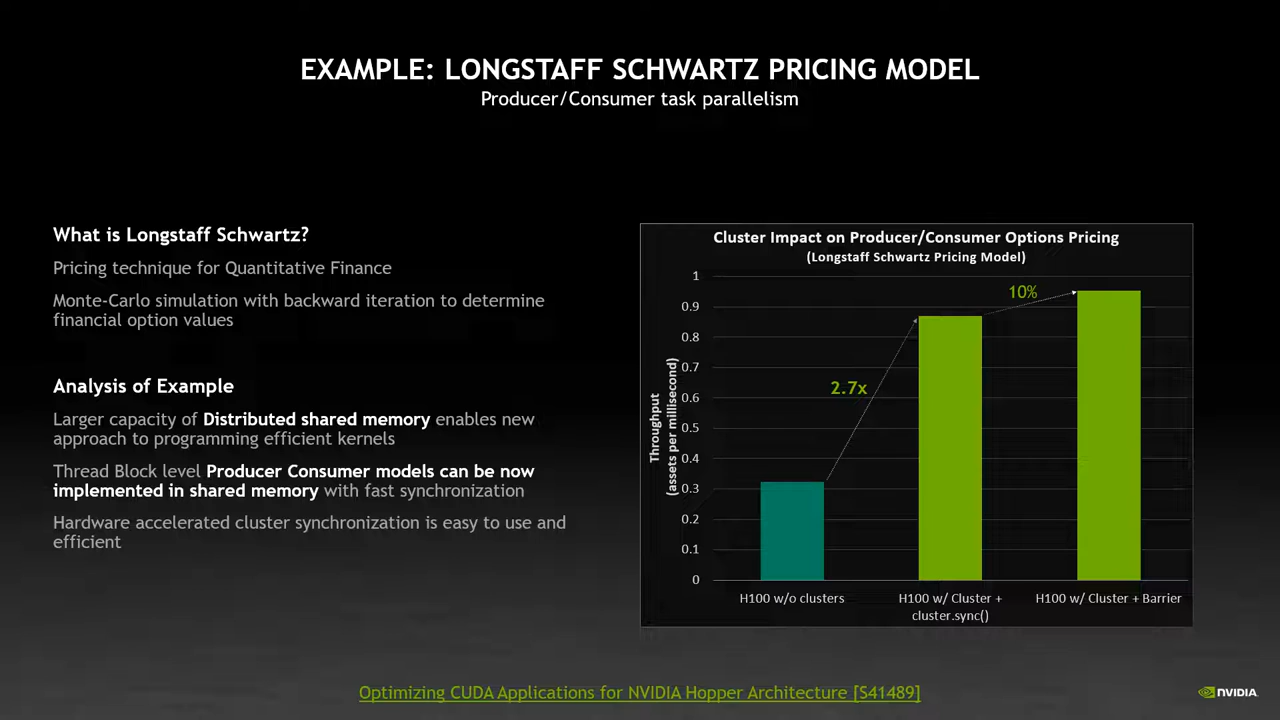 EXAMPLE: LONGSTAFF SCHWARTZ PRICING MODEL
Producer/Consumer task parallelism
What is Longstaff Schwartz?
Pricing technique for Quantitative Finance
Monte-Carlo simulation with backward iteration to determine
financial option values
Analysis of Example
Larger capacity of Distributed shared memory enables new
approach to programming efficient kernels
Thread Block level Producer Consumer models can be now
implemented in shared memory with fast synchronization
Hardware accelerated cluster synchronization is easy to use and
efficient
Cluster Impact on Producer/Consumer Options Pricing
(Longstaff Schwartz Pricing Model)
Throughput
(assets per millisecond)
1
0.9
0.8
0.7
0.6
0.5
0.4
0.3
0.2
0.1
0
2.7x
10%
H100 w/o clusters
H100 w/ Cluster +
cluster.sync()
H100 w/ Cluster + Barrier
Optimizing CUDA Applications for NVIDIA Hopper Architecture [S41489]
NVIDIA.